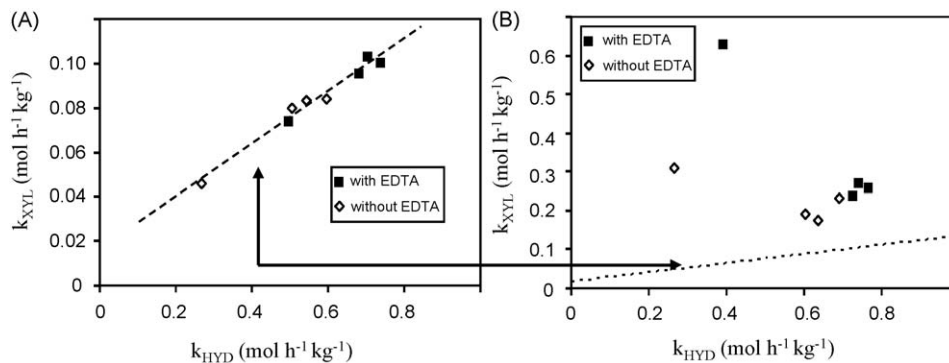 (A)
0.10
0.08
0.06
0.04
0.02
0
0
0.2
0.4
0.6
0.8
k_XYL (mol h⁻¹ kg⁻¹)
k_HYD (mol h⁻¹ kg⁻¹)
with EDTA
without EDTA
(B)
0.6
0.5
0.4
0.3
0.2
0.1
0
0
0.2
0.4
0.6
0.8
k_XYL (mol h⁻¹ kg⁻¹)
k_HYD (mol h⁻¹ kg⁻¹)
with EDTA
without EDTA